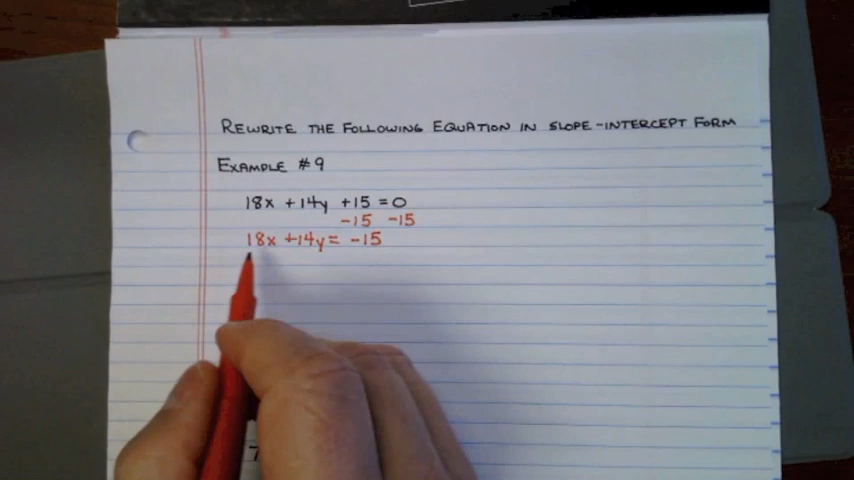 REWRITE THE FOLLOWING EQUATION IN SLOPE-INTERCEPT FORM
EXAMPLE #9
18x +14y +15 =0
-15 -15
18x +14y= -15